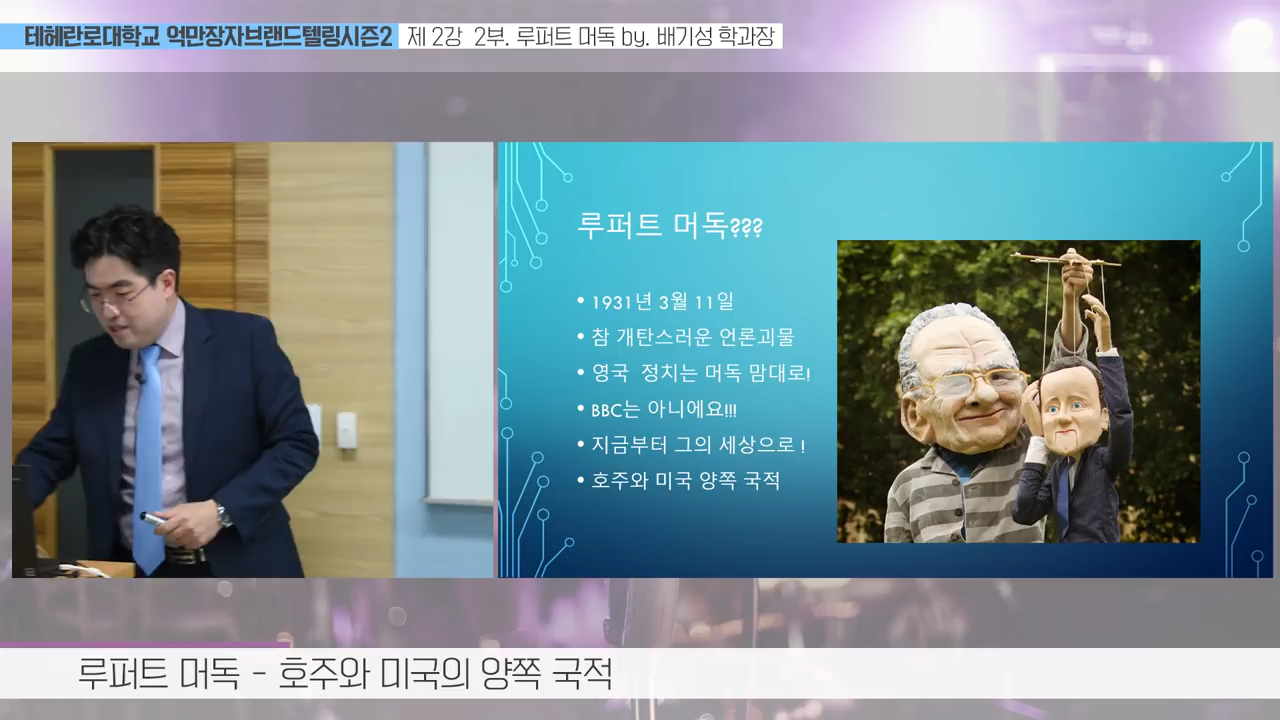 테헤란로대학교 억만장자브랜드텔링시즌2 제 2강 2부. 루퍼트 머독 by. 배기성 학과장
루퍼트 머독???
• 1931년 3월 11일
• 참 개탄스러운 언론괴물
• 영국 정치는 머독 맘대로!
• BBC는 아니에요!!!
• 지금부터 그의 세상으로!
• 호주와 미국 양쪽 국적
루퍼트 머독 - 호주와 미국의 양쪽 국적